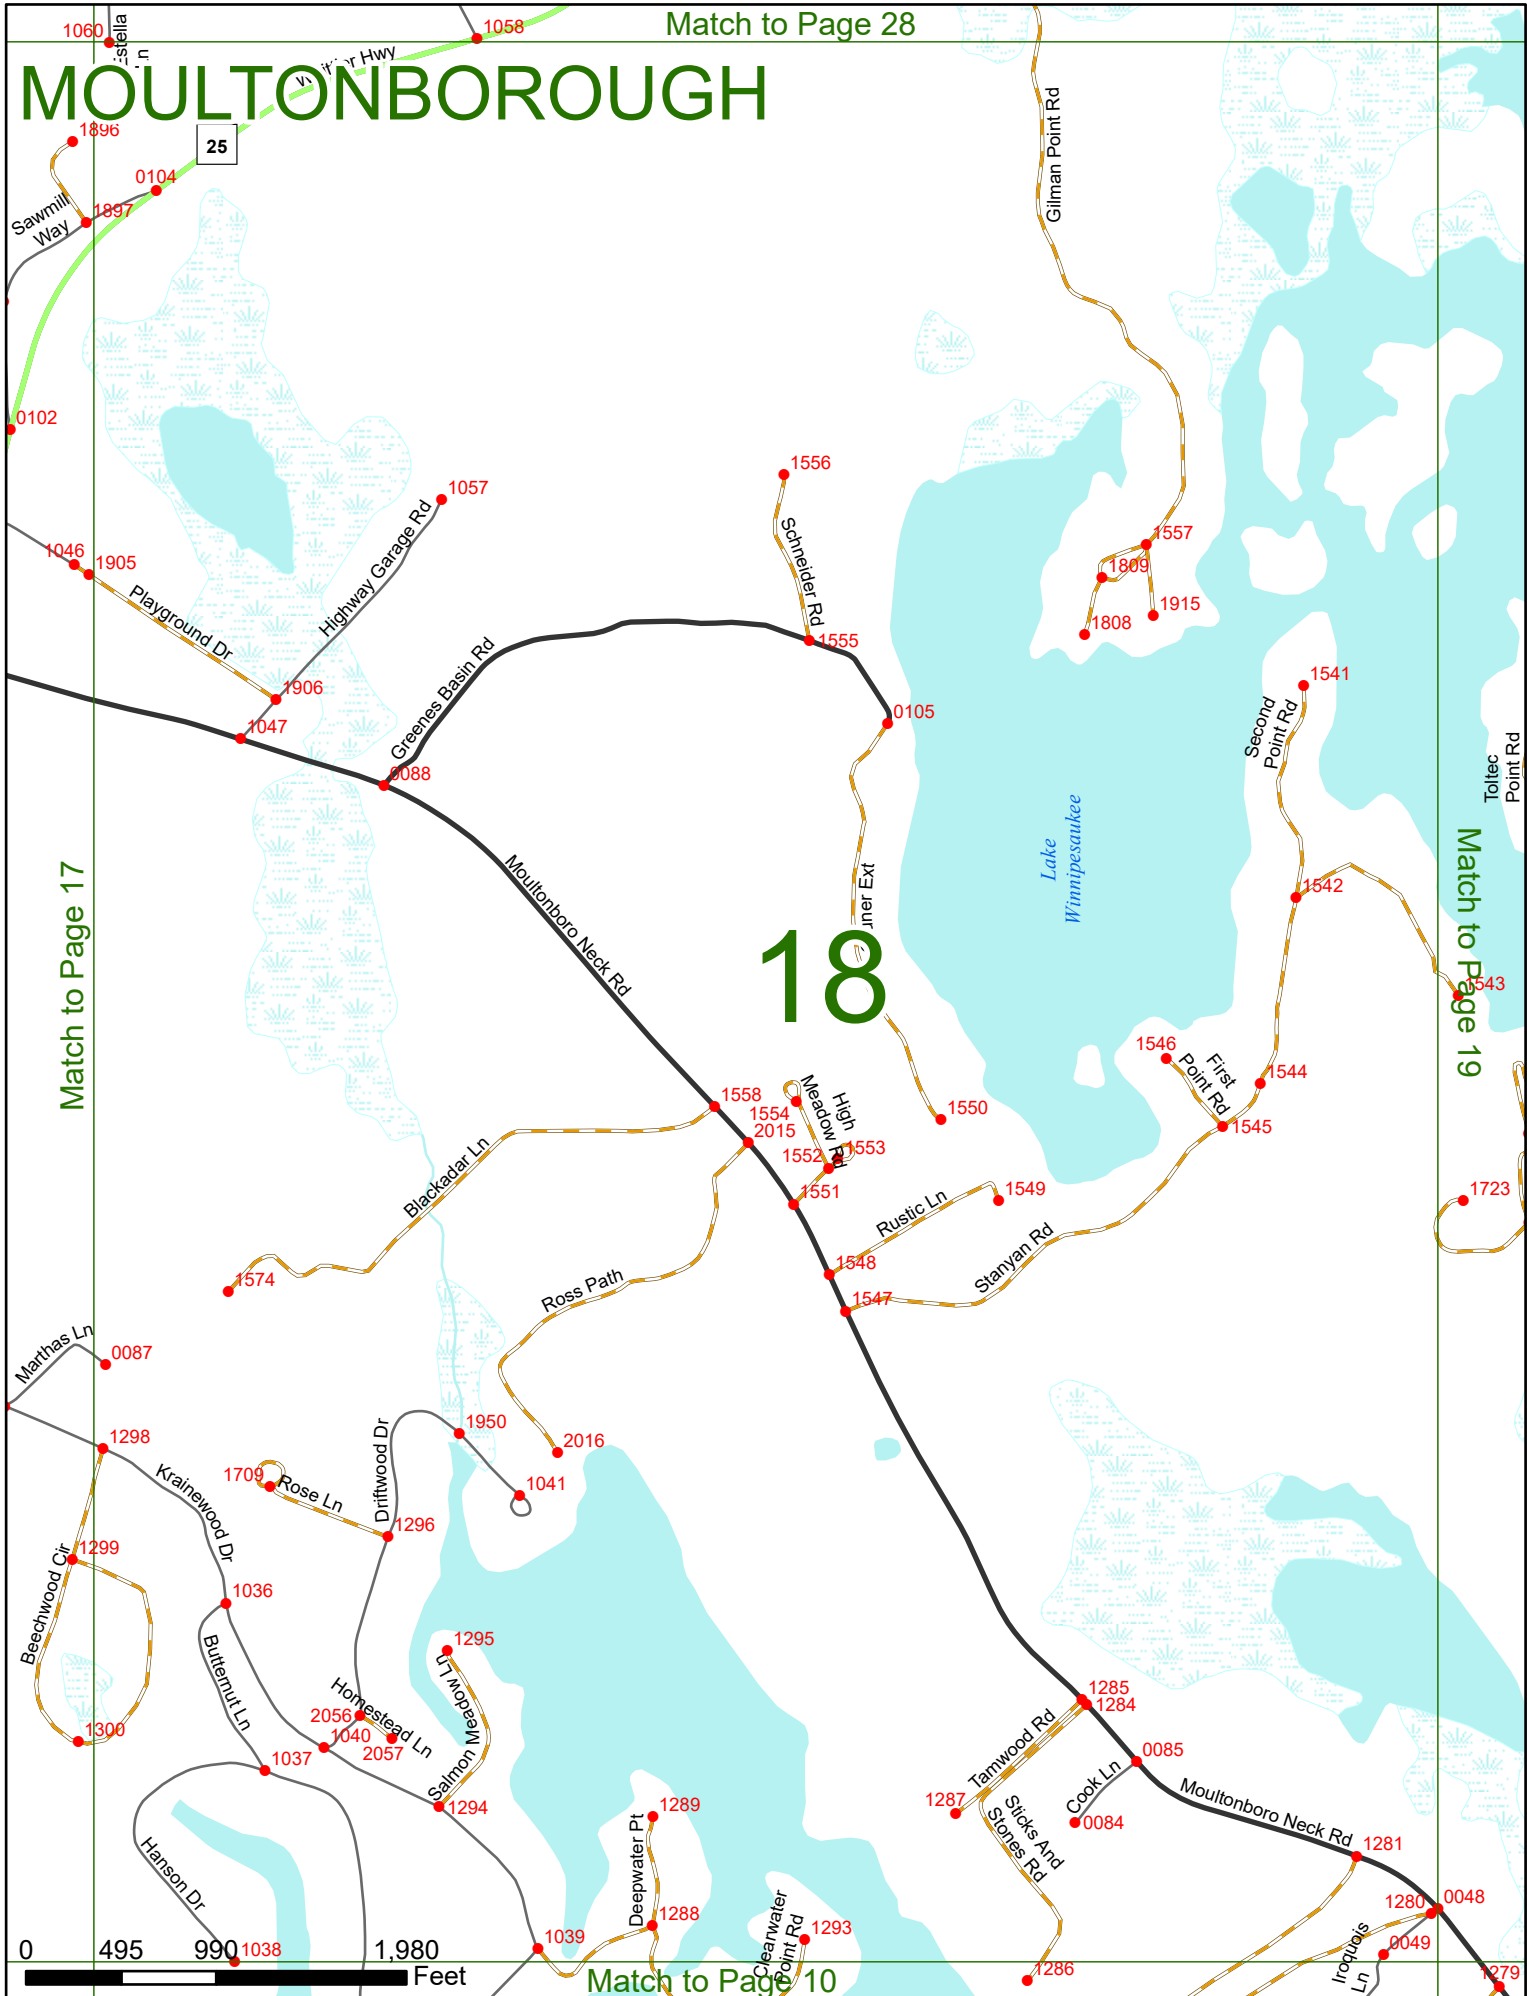 Match to Page 28
1060
Estella
Ln
1058
Whittier Hwy
MOULTONBOROUGH
25
1896
0104
1897
Sawmill
Way
Gilman Point Rd
0102
1556
1057
Highway Garage Rd
Schneider Rd
1046
1905
Playground Dr
1557
1809
1915
1808
1555
Greenes Basin Rd
1906
1047
0105
0088
1541
Second
Point Rd
Toltec
Point Rd
Lake
Winnipesaukee
Match to Page 17
Match to Page 19
Moultonboro Neck Rd
Ext
1542
18
1543
1546
First
Point Rd
1544
1545
1558
1554
2015
High
Meadow Rd
1550
1553
1552
1551
Blackadar Ln
1549
Rustic Ln
1723
1548
Stanyan Rd
1574
Ross Path
1547
Marthas Ln
0087
1298
1950
2016
1709
Rose Ln
Driftwood Dr
1041
Krainewood Dr
1296
1299
Beechwood Cir
1036
Butternut Ln
1295
Salmon Meadow Ln
Homestead Ln
2056
1040
2057
1300
1037
1294
1285
1284
Tamwood Rd
0085
1287
Cook Ln
0084
Sticks And
Stones Rd
Moultonboro Neck Rd
1289
Deepwater Pt
1281
Hanson Dr
1288
Clearwater
Point Rd
1293
1280
0048
0049
Iroquois
Ln
1038
1039
1286
1279
0 495 990 1,980
Feet
Match to Page 10